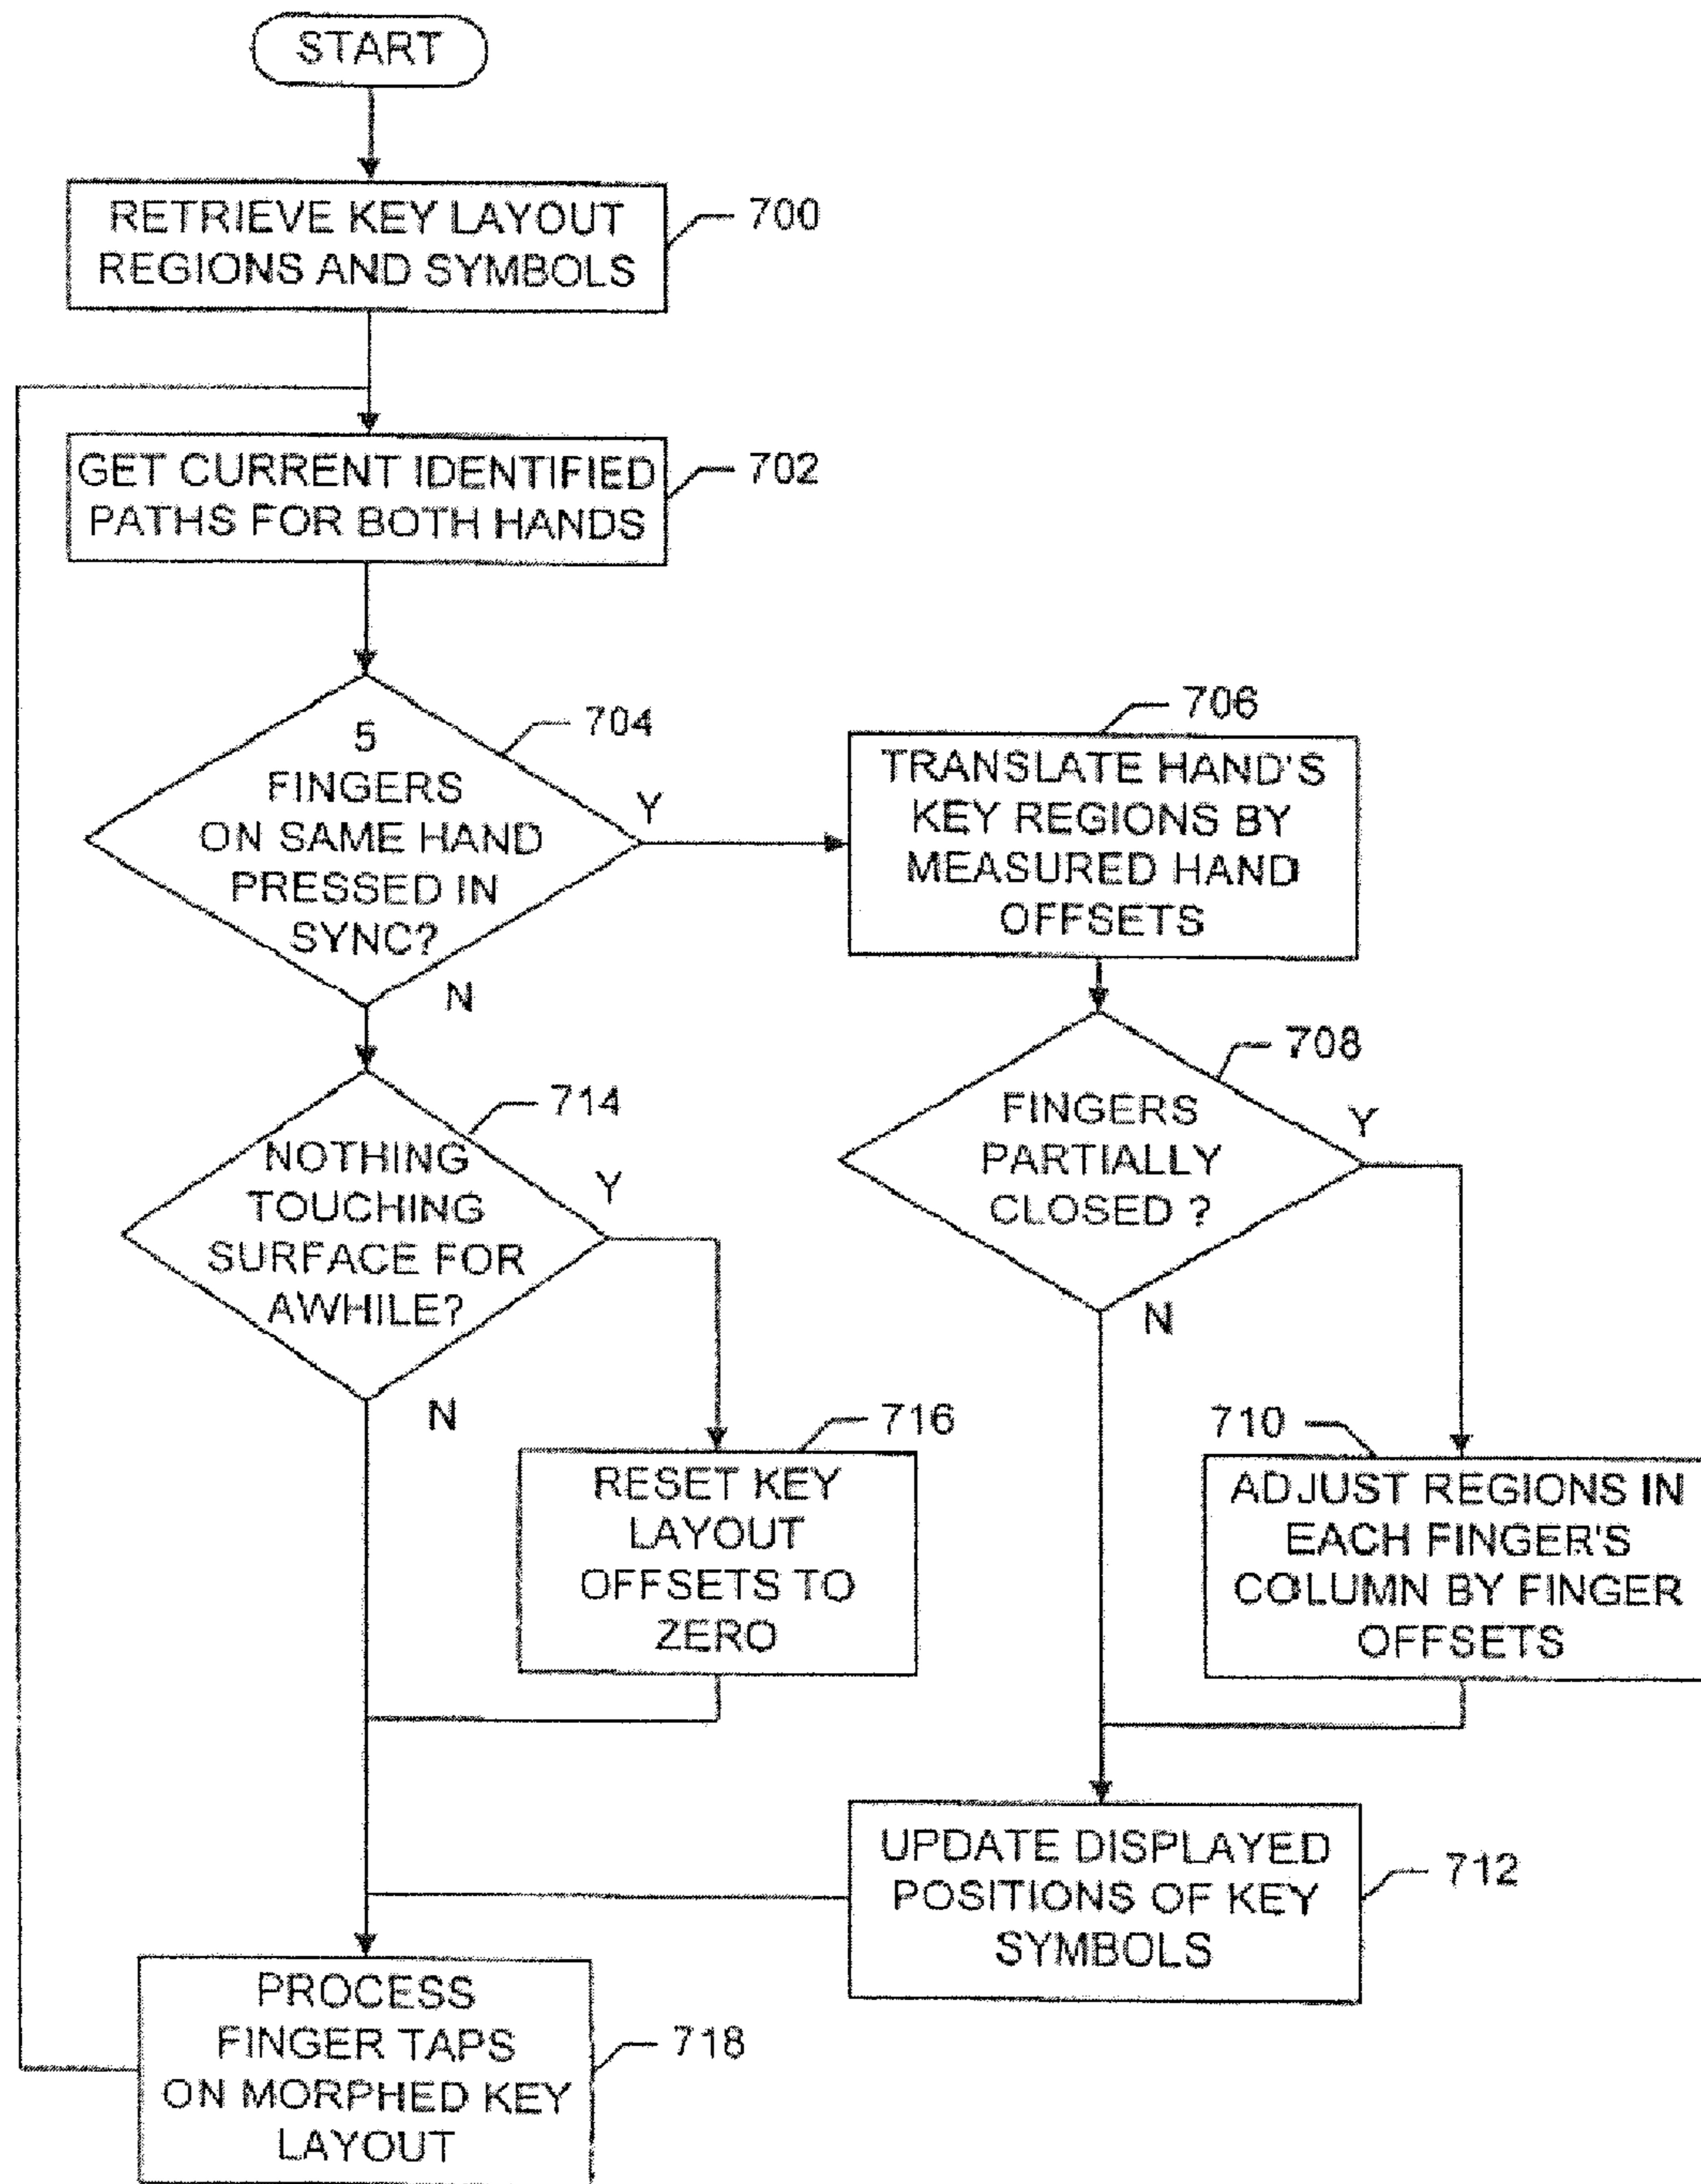 START
RETRIEVE KEY LAYOUT
REGIONS AND SYMBOLS
700
GET CURRENT IDENTIFIED
PATHS FOR BOTH HANDS
702
5
FINGERS
ON SAME HAND
PRESSED IN
SYNC?
704
Y
N
706
TRANSLATE HAND'S
KEY REGIONS BY
MEASURED HAND
OFFSETS
FINGERS
PARTIALLY
CLOSED ?
708
Y
N
NOTHING
TOUCHING
SURFACE FOR
AWHILE?
714
Y
N
716
RESET KEY
LAYOUT
OFFSETS TO
ZERO
710
ADJUST REGIONS IN
EACH FINGER'S
COLUMN BY FINGER
OFFSETS
UPDATE DISPLAYED
POSITIONS OF KEY
SYMBOLS
712
PROCESS
FINGER TAPS
ON MORPHED KEY
LAYOUT
718